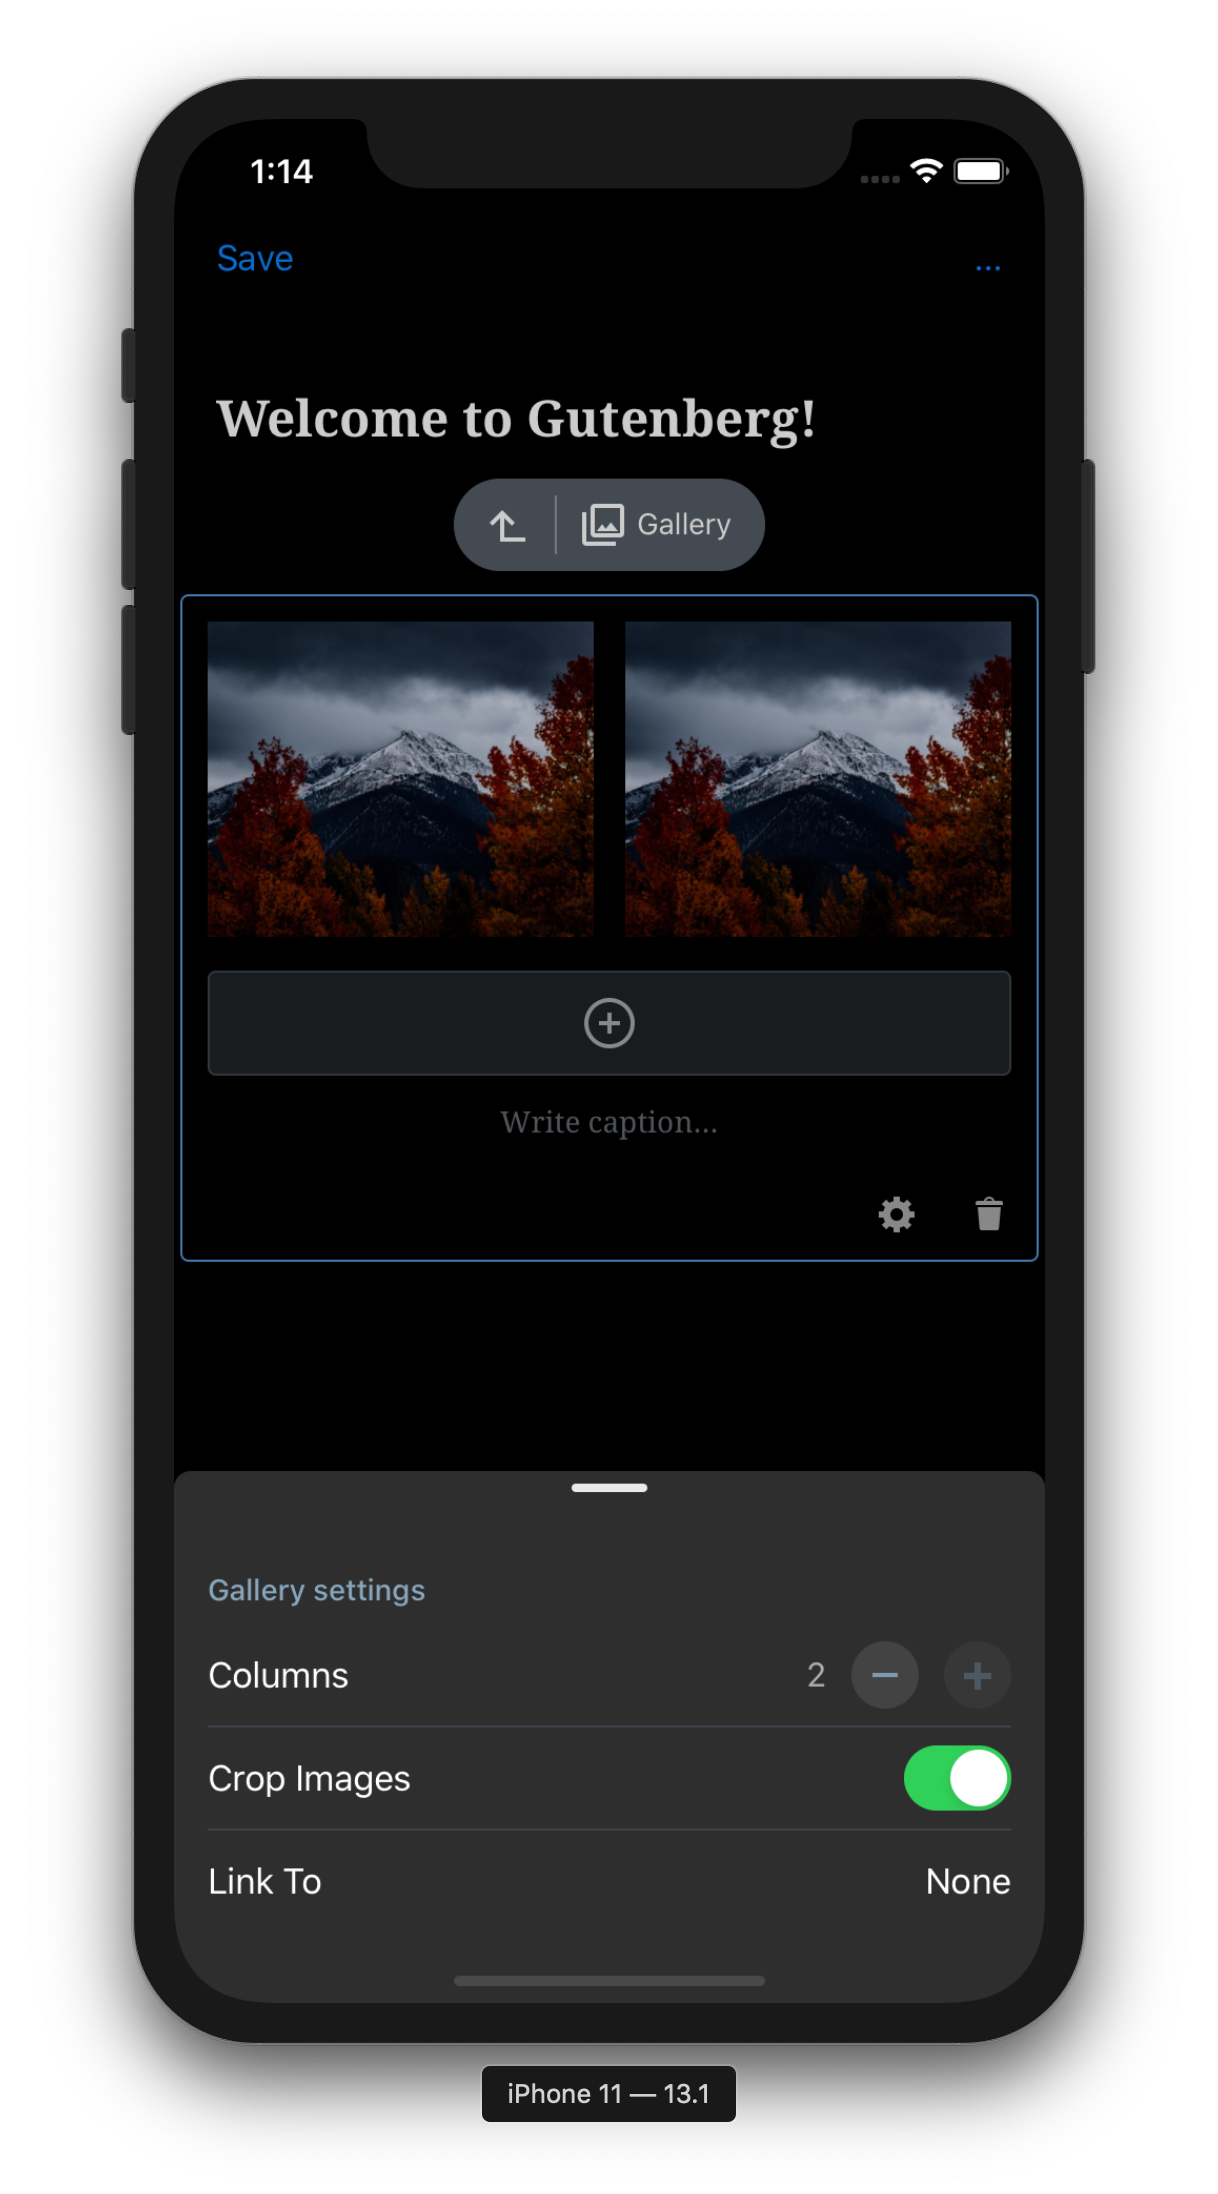 1:14
Save ...
Welcome to Gutenberg!
Gallery
Write caption...
Gallery settings
Columns 2
Crop Images
Link To None
iPhone 11 — 13.1